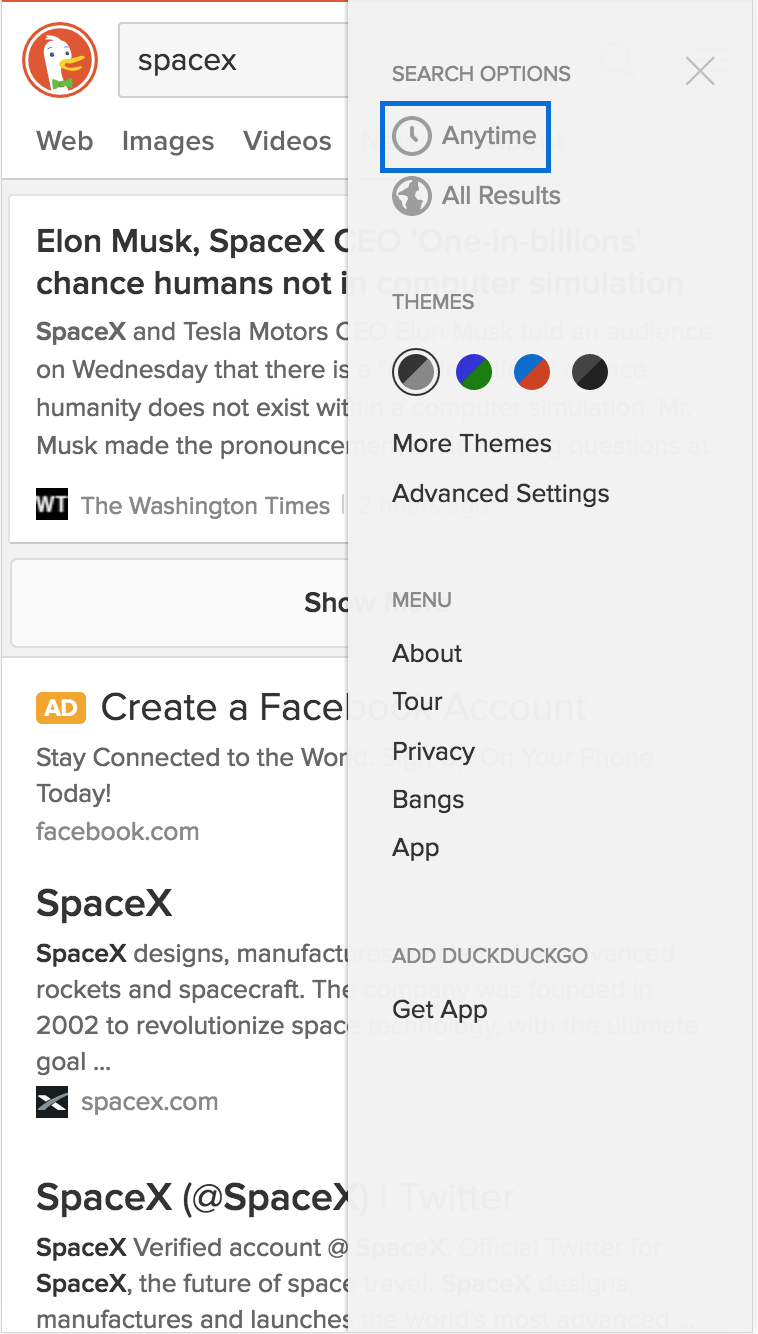 spacex
Web Images Videos
Elon Musk, SpaceX CEO 'One-in-billions'
chance humans not in computer simulation
SpaceX and Tesla Motors CEO Elon Musk told an audience
on Wednesday that there is a
humanity does not exist within a computer simulation. Mr.
Musk made the pronouncement questions at
WT The Washington Times | 2 hours ago
Show More
AD Create a Facebook Account
Stay Connected to the World. Sign Up On Your Phone
Today!
facebook.com
SpaceX
SpaceX designs, manufactures advanced
rockets and spacecraft. The company was founded in
2002 to revolutionize space technology, with the ultimate
goal ...
spacex.com
SpaceX (@SpaceX) | Twitter
SpaceX Verified account @ SpaceX. Official Twitter for
SpaceX, the future of space travel. SpaceX designs,
manufactures and launches the world's most advanced ...
SEARCH OPTIONS
Anytime
All Results
THEMES
More Themes
Advanced Settings
MENU
About
Tour
Privacy
Bangs
App
ADD DUCKDUCKGO
Get App